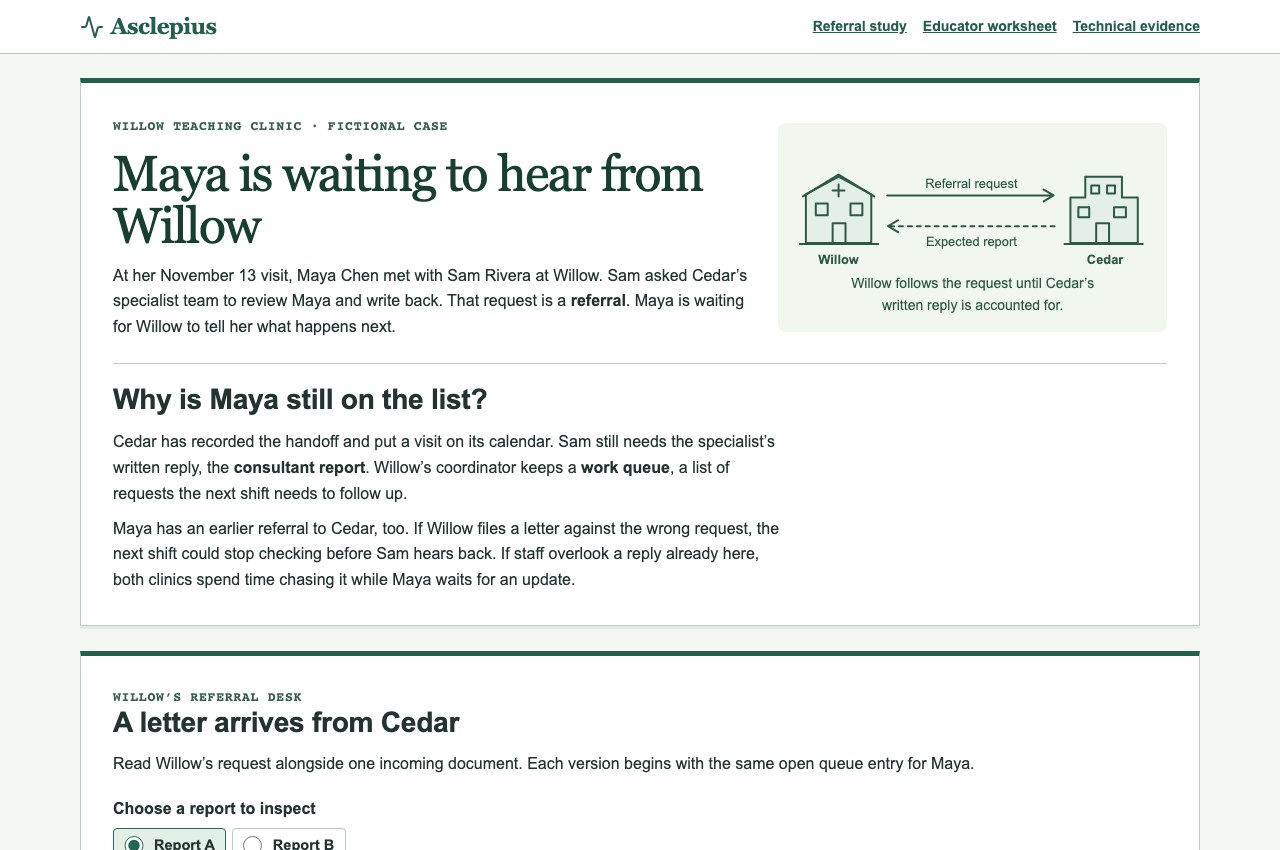 Asclepius
Referral study Educator worksheet Technical evidence
WILLOW TEACHING CLINIC · FICTIONAL CASE
Maya is waiting to hear from
Willow
At her November 13 visit, Maya Chen met with Sam Rivera at Willow. Sam asked Cedar’s
specialist team to review Maya and write back. That request is a referral. Maya is waiting
for Willow to tell her what happens next.
Referral request
Expected report
Willow
Cedar
Willow follows the request until Cedar’s
written reply is accounted for.
Why is Maya still on the list?
Cedar has recorded the handoff and put a visit on its calendar. Sam still needs the specialist’s
written reply, the consultant report. Willow’s coordinator keeps a work queue, a list of
requests the next shift needs to follow up.
Maya has an earlier referral to Cedar, too. If Willow files a letter against the wrong request, the
next shift could stop checking before Sam hears back. If staff overlook a reply already here,
both clinics spend time chasing it while Maya waits for an update.
WILLOW’S REFERRAL DESK
A letter arrives from Cedar
Read Willow’s request alongside one incoming document. Each version begins with the same open queue entry for Maya.
Choose a report to inspect
Report A
Report B